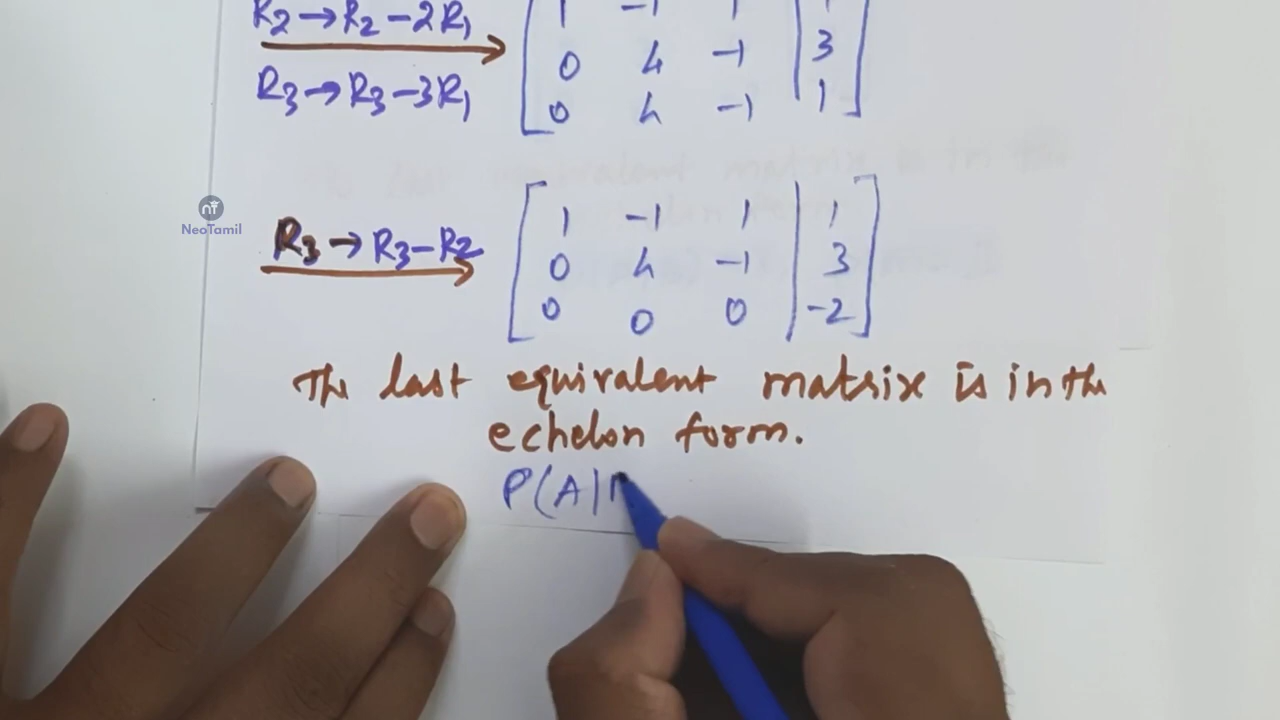 R2→R2-2R1
R3→R3-3R1
1 -1 1 | 1
0 4 -1 | 3
0 4 -1 | 1
NeoTamil
R3→R3-R2
1 -1 1 | 1
0 4 -1 | 3
0 0 0 | -2
The last equivalent matrix is in the
echelon form.
ρ(A|